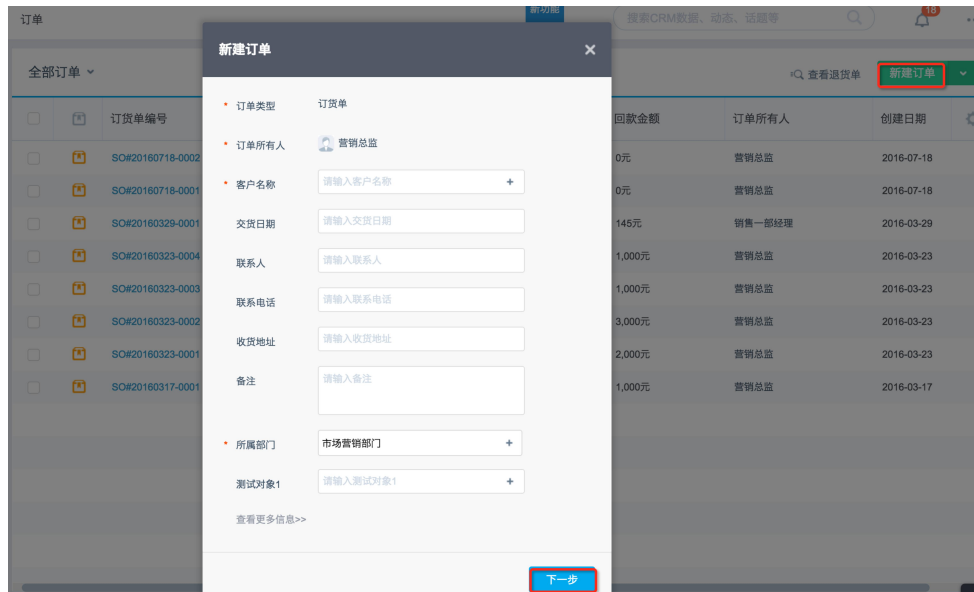 订单
新功能
搜索CRM数据、动态、话题等
18
全部订单
查看退货单
新建订单
订货单编号
回款金额
订单所有人
创建日期
SO#20160718-0002
0元
营销总监
2016-07-18
SO#20160718-0001
0元
营销总监
2016-07-18
SO#20160329-0001
145元
销售一部经理
2016-03-29
SO#20160323-0004
1,000元
营销总监
2016-03-23
SO#20160323-0003
1,000元
营销总监
2016-03-23
SO#20160323-0002
3,000元
营销总监
2016-03-23
SO#20160323-0001
2,000元
营销总监
2016-03-23
SO#20160317-0001
1,000元
营销总监
2016-03-17
新建订单
* 订单类型
订货单
* 订单所有人
营销总监
* 客户名称
请输入客户名称
交货日期
请输入交货日期
联系人
请输入联系人
联系电话
请输入联系电话
收货地址
请输入收货地址
备注
请输入备注
* 所属部门
市场营销部门
测试对象1
请输入测试对象1
查看更多信息>>
下一步